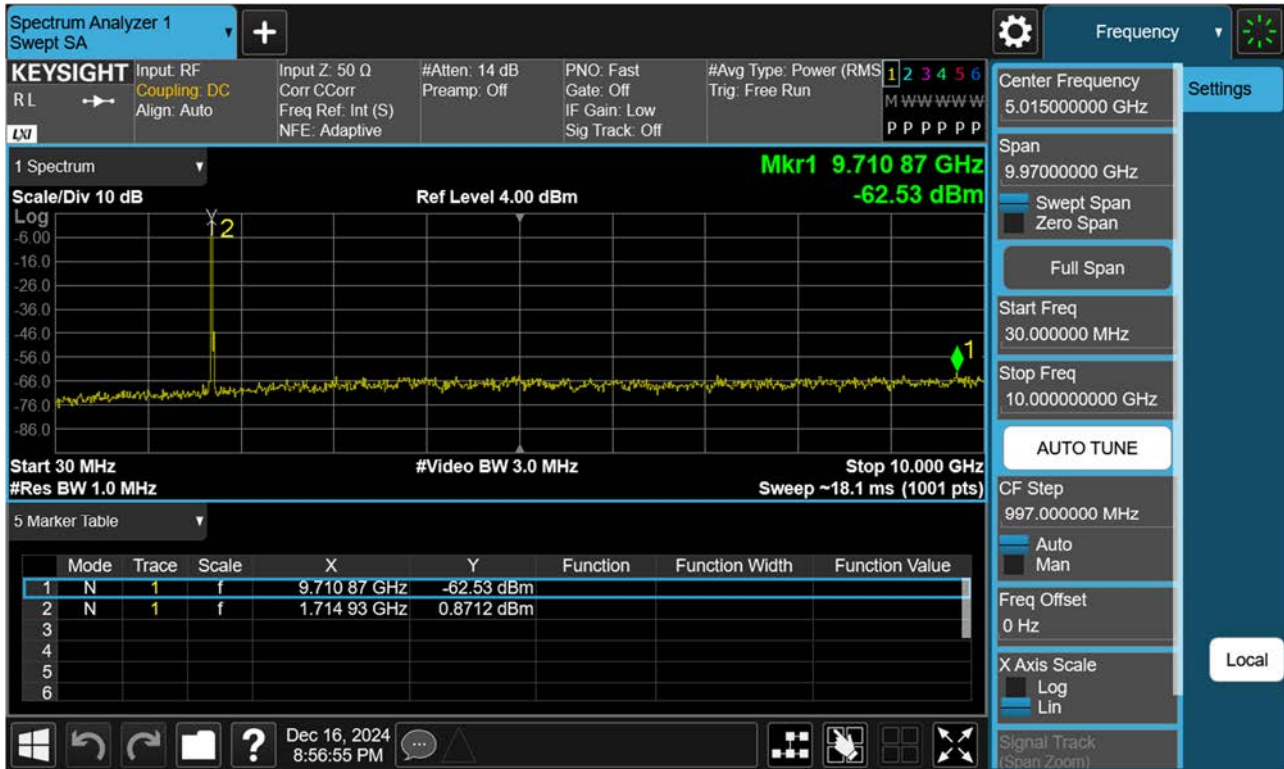 Spectrum Analyzer 1
Swept SA
Frequency
KEYSIGHT
RL
LXI
Input: RF
Coupling: DC
Align: Auto
Input Z: 50 Ω
Corr CCorr
Freq Ref: Int (S)
NFE: Adaptive
#Atten: 14 dB
Preamp: Off
PNO: Fast
Gate: Off
IF Gain: Low
Sig Track: Off
#Avg Type: Power (RMS
Trig: Free Run
1 2 3 4 5 6
M W W W W W
P P P P P P
1 Spectrum
Mkr1 9.710 87 GHz
-62.53 dBm
Scale/Div 10 dB
Ref Level 4.00 dBm
Log
2
-6.00
-16.0
-26.0
-36.0
-46.0
-56.0
1
-66.0
-76.0
-86.0
Start 30 MHz
#Video BW 3.0 MHz
Stop 10.000 GHz
#Res BW 1.0 MHz
Sweep ~18.1 ms (1001 pts)
5 Marker Table
Mode Trace Scale X Y Function Function Width Function Value
1 N 1 f 9.710 87 GHz -62.53 dBm
2 N 1 f 1.714 93 GHz 0.8712 dBm
3
4
5
6
Dec 16, 2024
8:56:55 PM
?
Center Frequency
5.015000000 GHz
Span
9.97000000 GHz
Swept Span
Zero Span
Full Span
Start Freq
30.000000 MHz
Stop Freq
10.000000000 GHz
AUTO TUNE
CF Step
997.000000 MHz
Auto
Man
Freq Offset
0 Hz
X Axis Scale
Log
Lin
Signal Track
(Span Zoom)
Settings
Local